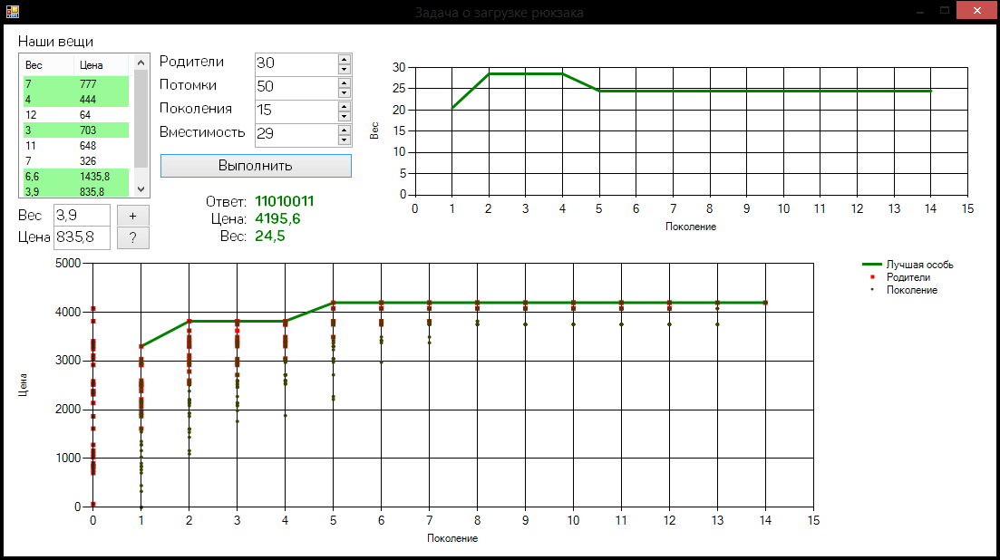 Задача о загрузке рюкзака
Наши вещи
Вес Цена
7 777
4 444
12 64
3 703
11 648
7 326
6,6 1435,8
3,9 835,8
Вес 3,9 +
Цена 835,8 ?
Родители 30
Потомки 50
Поколения 15
Вместимость 29
Выполнить
Ответ: 11010011
Цена: 4195,6
Вес: 24,5
30
25
20
15
10
5
0
Вес
0 1 2 3 4 5 6 7 8 9 10 11 12 13 14 15
Поколение
5000
4000
3000
2000
1000
0
Цена
0 1 2 3 4 5 6 7 8 9 10 11 12 13 14 15
Поколение
Лучшая особь
Родители
Поколение